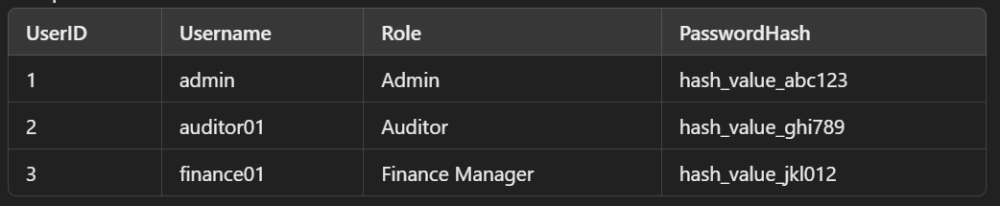 UserID Username Role PasswordHash
1 admin Admin hash_value_abc123
2 auditor01 Auditor hash_value_ghi789
3 finance01 Finance Manager hash_value_jkl012